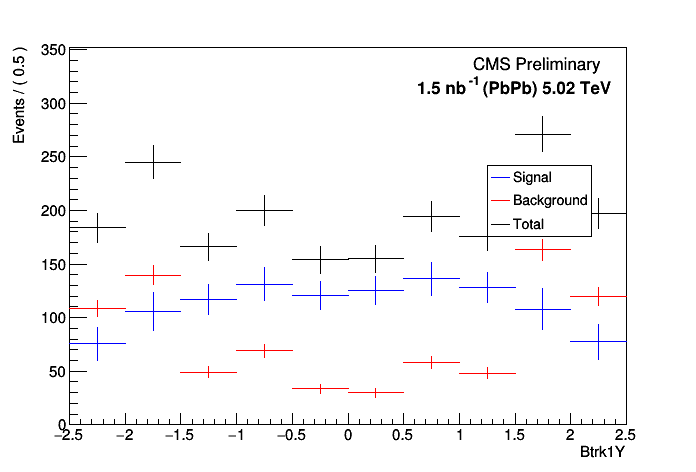 CMS Preliminary
1.5 nb-1 (PbPb) 5.02 TeV
Events / ( 0.5 )
350
300
250
200
150
100
50
0
Signal
Background
Total
−2.5 −2 −1.5 −1 −0.5 0 0.5 1 1.5 2 2.5
Btrk1Y